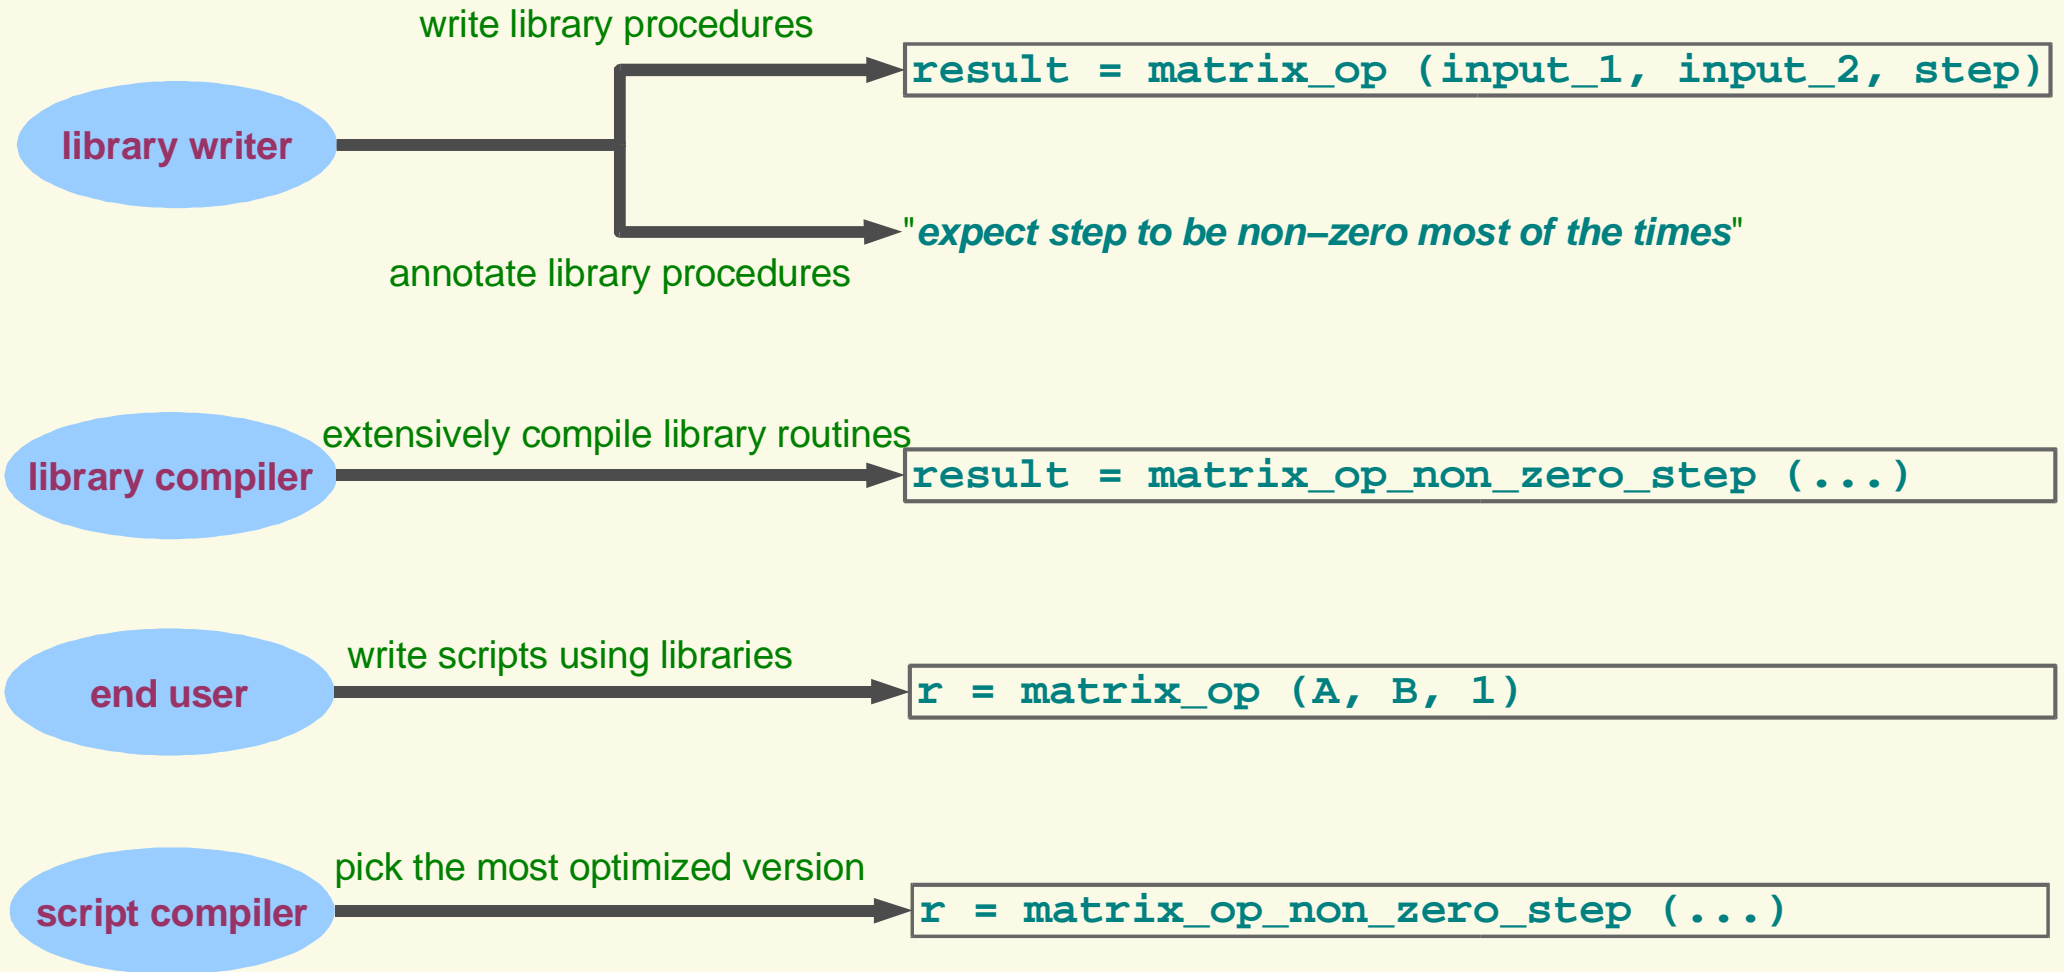 write library procedures
result = matrix_op (input_1, input_2, step)
library writer
"expect step to be non–zero most of the times"
annotate library procedures
extensively compile library routines
library compiler
result = matrix_op_non_zero_step (...)
write scripts using libraries
end user
r = matrix_op (A, B, 1)
pick the most optimized version
script compiler
r = matrix_op_non_zero_step (...)